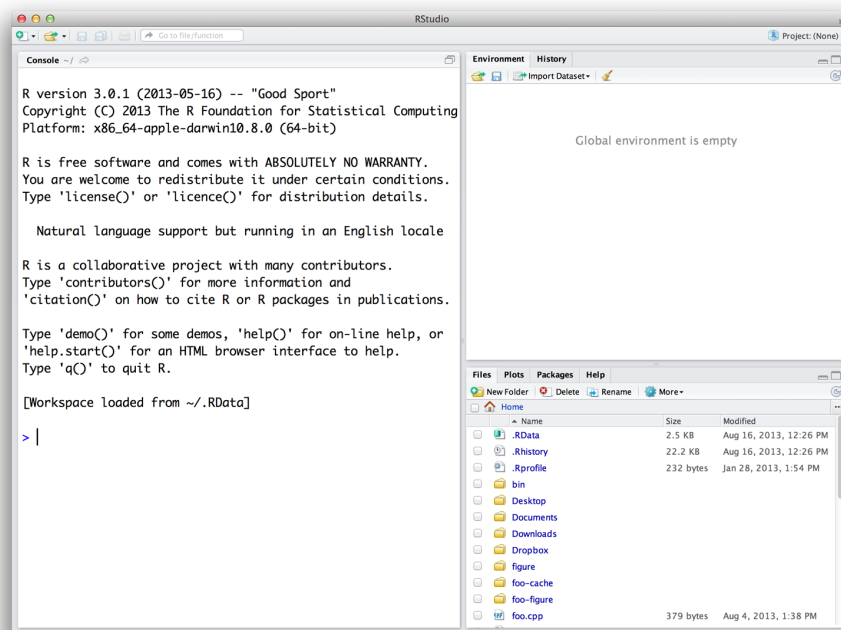 RStudio
Go to file/function
Project: (None)
Console ~/
R version 3.0.1 (2013-05-16) -- "Good Sport"
Copyright (C) 2013 The R Foundation for Statistical Computing
Platform: x86_64-apple-darwin10.8.0 (64-bit)
R is free software and comes with ABSOLUTELY NO WARRANTY.
You are welcome to redistribute it under certain conditions.
Type 'license()' or 'licence()' for distribution details.
Natural language support but running in an English locale
R is a collaborative project with many contributors.
Type 'contributors()' for more information and
'citation()' on how to cite R or R packages in publications.
Type 'demo()' for some demos, 'help()' for on-line help, or
'help.start()' for an HTML browser interface to help.
Type 'q()' to quit R.
[Workspace loaded from ~/.RData]
>
Environment History
Import Dataset
Global environment is empty
Files Plots Packages Help
New Folder Delete Rename More
Home
Name Size Modified
.RData 2.5 KB Aug 16, 2013, 12:26 PM
.Rhistory 22.2 KB Aug 16, 2013, 12:26 PM
.Rprofile 232 bytes Jan 28, 2013, 1:54 PM
bin
Desktop
Documents
Downloads
Dropbox
figure
foo-cache
foo-figure
foo.cpp 379 bytes Aug 4, 2013, 1:38 PM